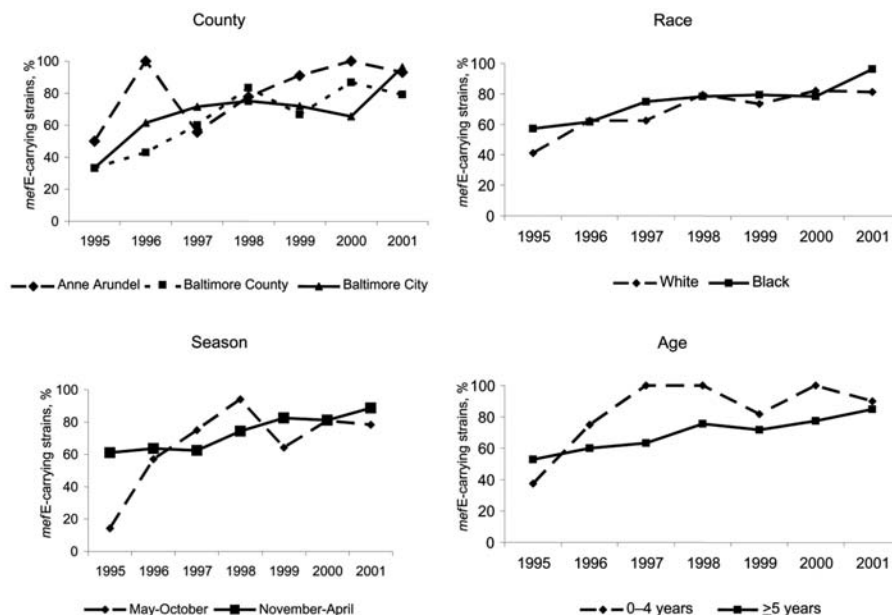 County
mefE-carrying strains, %
120
100
80
60
40
20
0
1995 1996 1997 1998 1999 2000 2001
Anne Arundel Baltimore County Baltimore City
Race
mefE-carrying strains, %
100
80
60
40
20
0
1995 1996 1997 1998 1999 2000 2001
White Black
Season
mefE-carrying strains, %
100
80
60
40
20
0
1995 1996 1997 1998 1999 2000 2001
May-October November-April
Age
mefE-carrying strains, %
100
80
60
40
20
0
1995 1996 1997 1998 1999 2000 2001
0–4 years ≥5 years